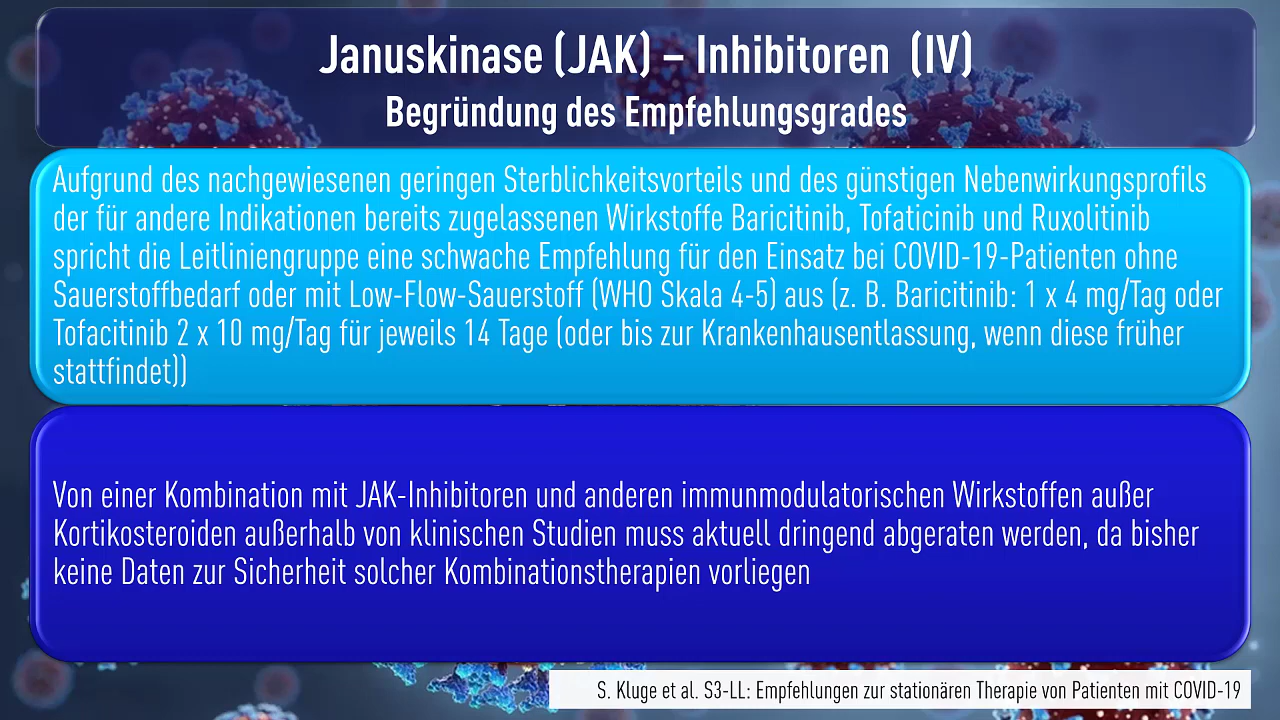 Januskinase (JAK) – Inhibitoren (IV)
Begründung des Empfehlungsgrades
Aufgrund des nachgewiesenen geringen Sterblichkeitsvorteils und des günstigen Nebenwirkungsprofils
der für andere Indikationen bereits zugelassenen Wirkstoffe Baricitinib, Tofaticinib und Ruxolitinib
spricht die Leitliniengruppe eine schwache Empfehlung für den Einsatz bei COVID-19-Patienten ohne
Sauerstoffbedarf oder mit Low-Flow-Sauerstoff (WHO Skala 4-5) aus (z. B. Baricitinib: 1 x 4 mg/Tag oder
Tofacitinib 2 x 10 mg/Tag für jeweils 14 Tage (oder bis zur Krankenhausentlassung, wenn diese früher
stattfindet))
Von einer Kombination mit JAK-Inhibitoren und anderen immunmodulatorischen Wirkstoffen außer
Kortikosteroiden außerhalb von klinischen Studien muss aktuell dringend abgeraten werden, da bisher
keine Daten zur Sicherheit solcher Kombinationstherapien vorliegen
S. Kluge et al. S3-LL: Empfehlungen zur stationären Therapie von Patienten mit COVID-19